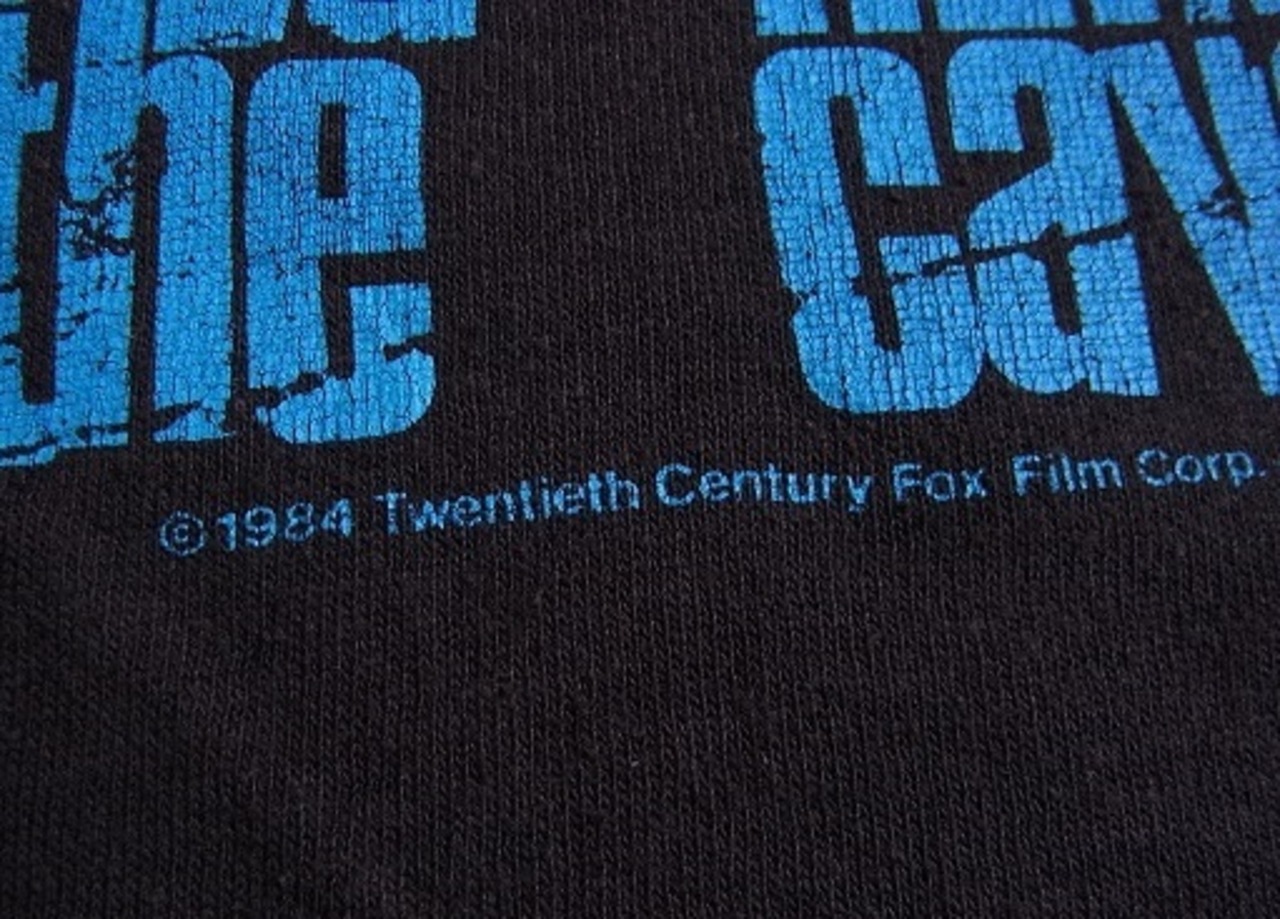 the cav
©1984 Twentieth Century Fox Film Corp.